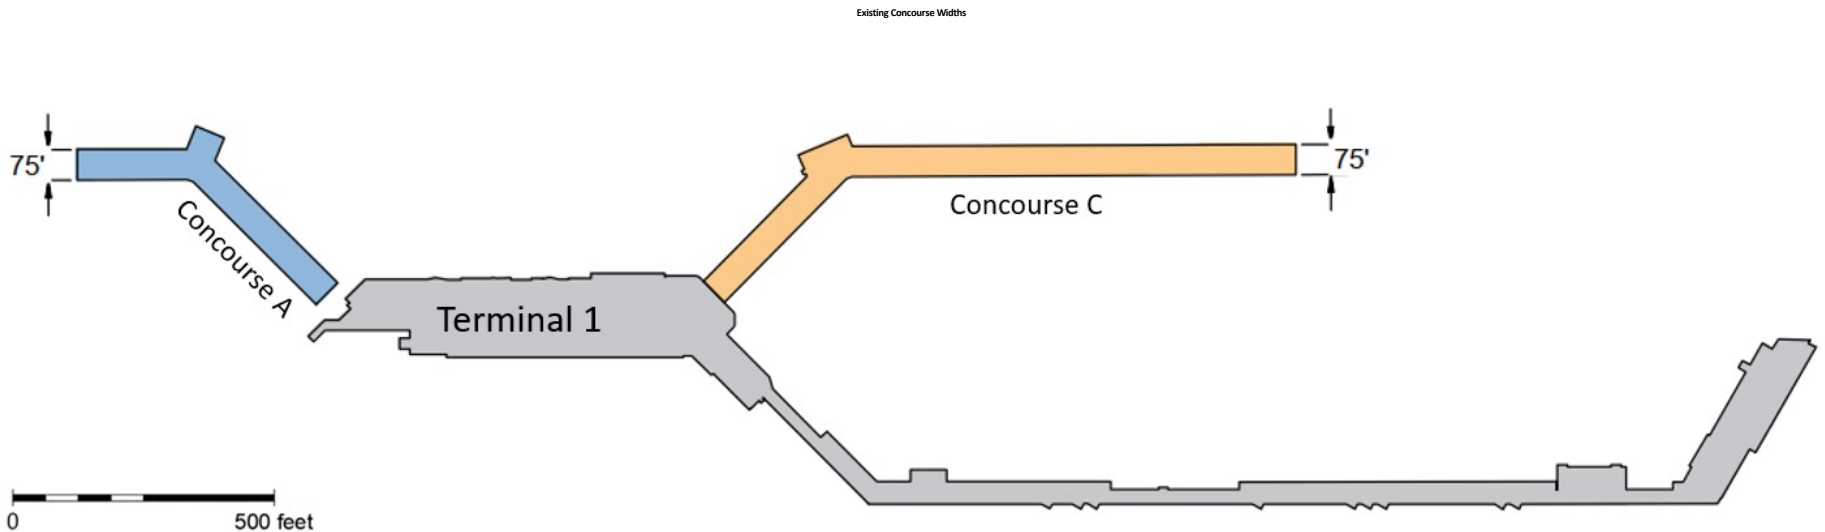 Existing Concourse Widths
75'
75'
Concourse A
Concourse C
Terminal 1
0
500 feet